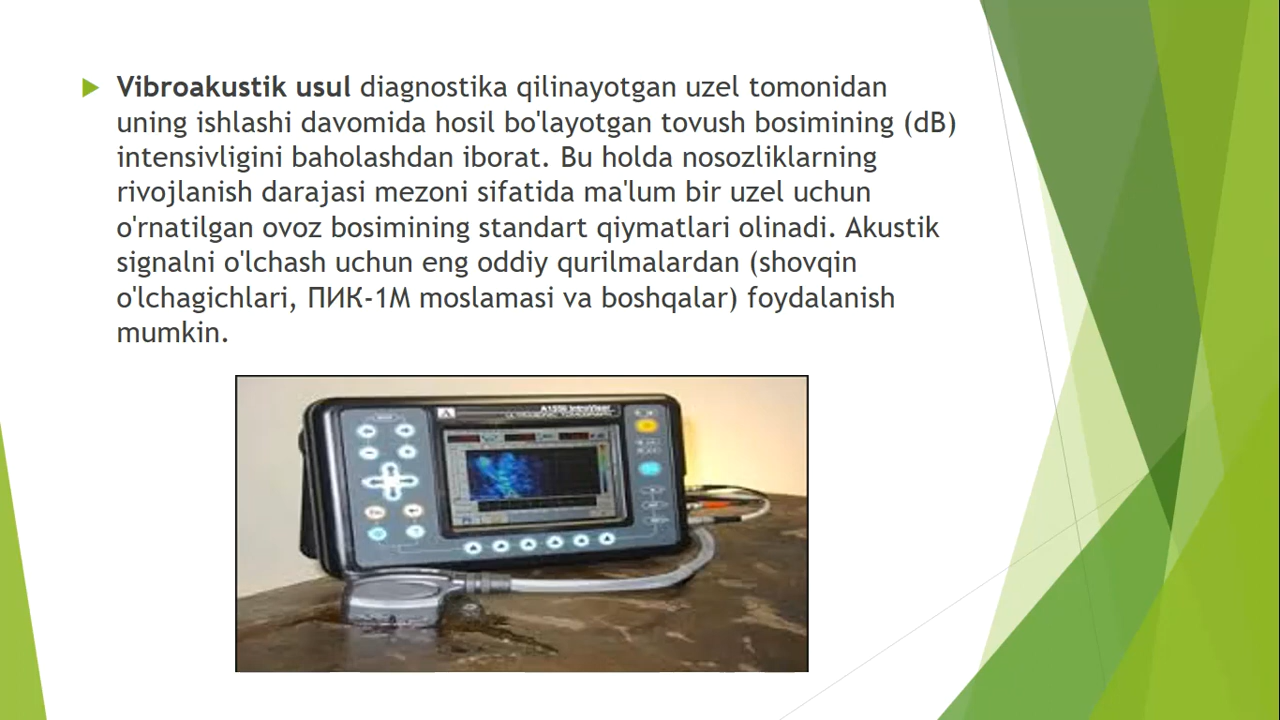 Vibroakustik usul diagnostika qilinayotgan uzel tomonidan
uning ishlashi davomida hosil bo'layotgan tovush bosimining (dB)
intensivligini baholashdan iborat. Bu holda nosozliklarning
rivojlanish darajasi mezoni sifatida ma'lum bir uzel uchun
o'rnatilgan ovoz bosimining standart qiymatlari olinadi. Akustik
signalni o'lchash uchun eng oddiy qurilmalardan (shovqin
o'lchagichlari, ПИК-1М moslamasi va boshqalar) foydalanish
mumkin.